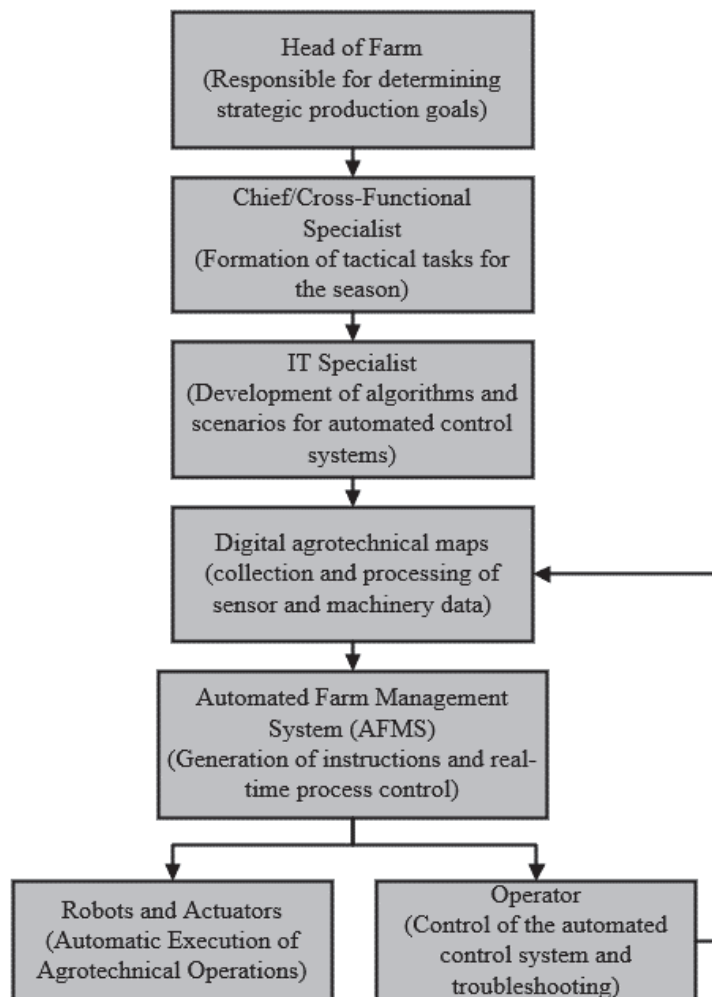 Head of Farm
(Responsible for determining
strategic production goals)
Chief/Cross-Functional
Specialist
(Formation of tactical tasks for
the season)
IT Specialist
(Development of algorithms and
scenarios for automated control
systems)
Digital agrotechnical maps
(collection and processing of
sensor and machinery data)
Automated Farm Management
System (AFMS)
(Generation of instructions and real-
time process control)
Robots and Actuators
(Automatic Execution of
Agrotechnical Operations)
Operator
(Control of the automated
control system and
troubleshooting)